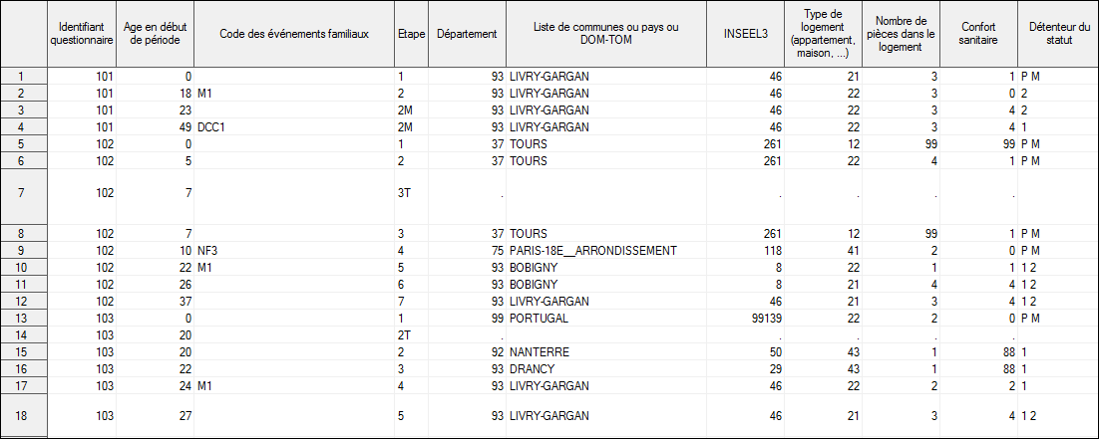 Identifiant questionnaire | Age en début de période | Code des événements familiaux | Etape | Département | Liste de communes ou pays ou DOM-TOM | INSEEL3 | Type de logement (appartement, maison, ...) | Nombre de pièces dans le logement | Confort sanitaire | Détenteur du statut
1 101 0 1 93 LIVRY-GARGAN 46 21 3 1 P M
2 101 18 M1 2 93 LIVRY-GARGAN 46 22 3 0 2
3 101 23 2M 93 LIVRY-GARGAN 46 22 3 4 2
4 101 49 DCC1 2M 93 LIVRY-GARGAN 46 22 3 4 1
5 102 0 1 37 TOURS 261 12 99 99 P M
6 102 5 2 37 TOURS 261 22 4 1 P M
7 102 7 3T . . . . .
8 102 7 3 37 TOURS 261 12 99 1 P M
9 102 10 NF3 4 75 PARIS-18E__ARRONDISSEMENT 118 41 2 0 P M
10 102 22 M1 5 93 BOBIGNY 8 22 1 1 1 2
11 102 26 6 93 BOBIGNY 8 21 4 4 1 2
12 102 37 7 93 LIVRY-GARGAN 46 21 3 4 1 2
13 103 0 1 99 PORTUGAL 99139 22 2 0 P M
14 103 20 2T . . . . .
15 103 20 2 92 NANTERRE 50 43 1 88 1
16 103 22 3 93 DRANCY 29 43 1 88 1
17 103 24 M1 4 93 LIVRY-GARGAN 46 22 2 2 1
18 103 27 5 93 LIVRY-GARGAN 46 21 3 4 1 2